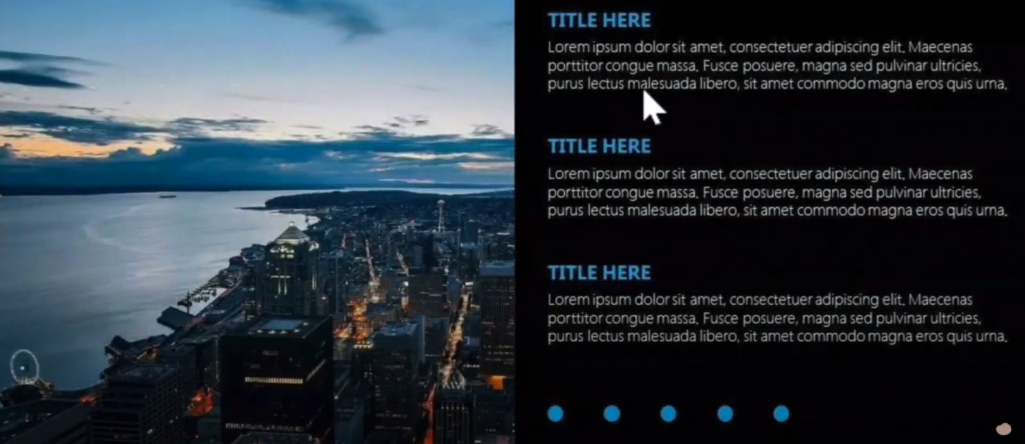 TITLE HERE
Lorem ipsum dolor sit amet, consectetuer adipiscing elit. Maecenas
porttitor congue massa. Fusce posuere, magna sed pulvinar ultricies,
purus lectus malesuada libero, sit amet commodo magna eros quis urna.
TITLE HERE
Lorem ipsum dolor sit amet, consectetuer adipiscing elit. Maecenas
porttitor congue massa. Fusce posuere, magna sed pulvinar ultricies,
purus lectus malesuada libero, sit amet commodo magna eros quis urna.
TITLE HERE
Lorem ipsum dolor sit amet, consectetuer adipiscing elit. Maecenas
porttitor congue massa. Fusce posuere, magna sed pulvinar ultricies,
purus lectus malesuada libero, sit amet commodo magna eros quis urna.